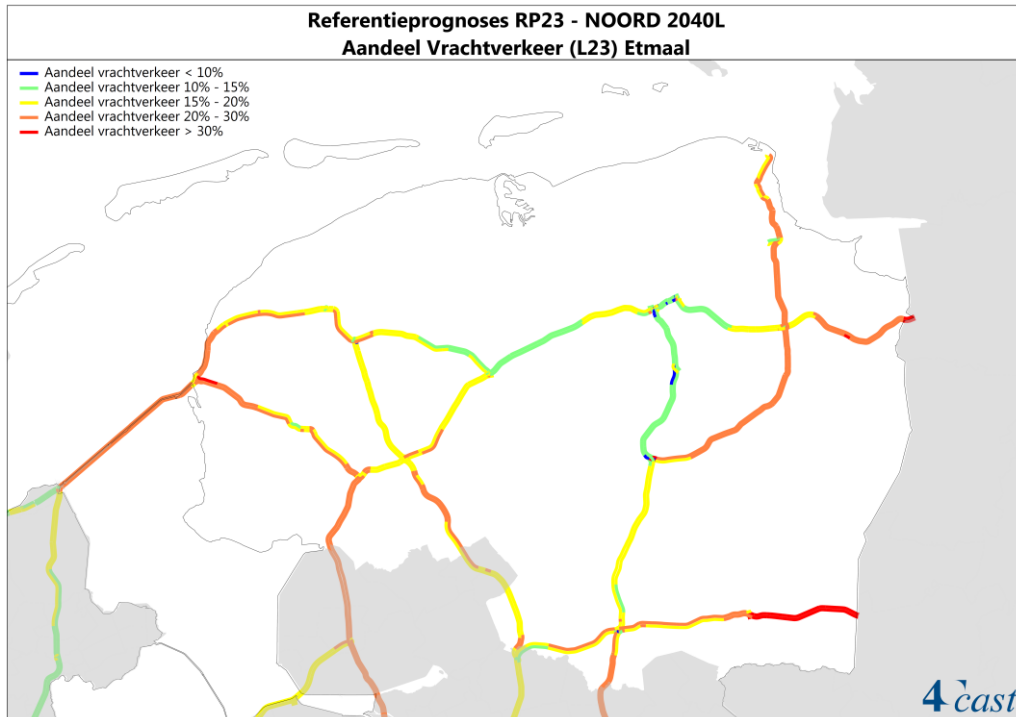 Referentieprognoses RP23 - NOORD 2040L
Aandeel Vrachtverkeer (L23) Etmaal
Aandeel vrachtverkeer < 10%
Aandeel vrachtverkeer 10% - 15%
Aandeel vrachtverkeer 15% - 20%
Aandeel vrachtverkeer 20% - 30%
Aandeel vrachtverkeer > 30%
4cast